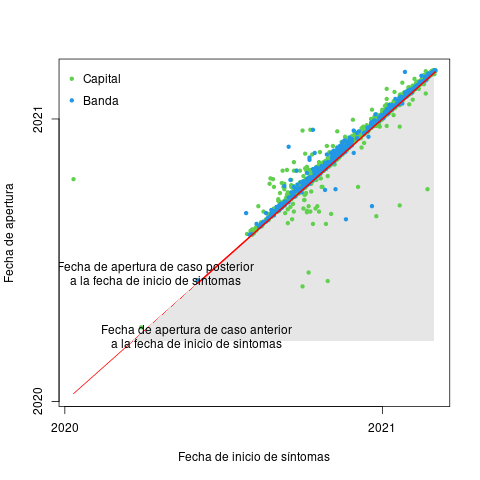 Capital
Banda
2021
Fecha de apertura
Fecha de apertura de caso posterior
a la fecha de inicio de síntomas
Fecha de apertura de caso anterior
a la fecha de inicio de síntomas
2020
2020
2021
Fecha de inicio de síntomas